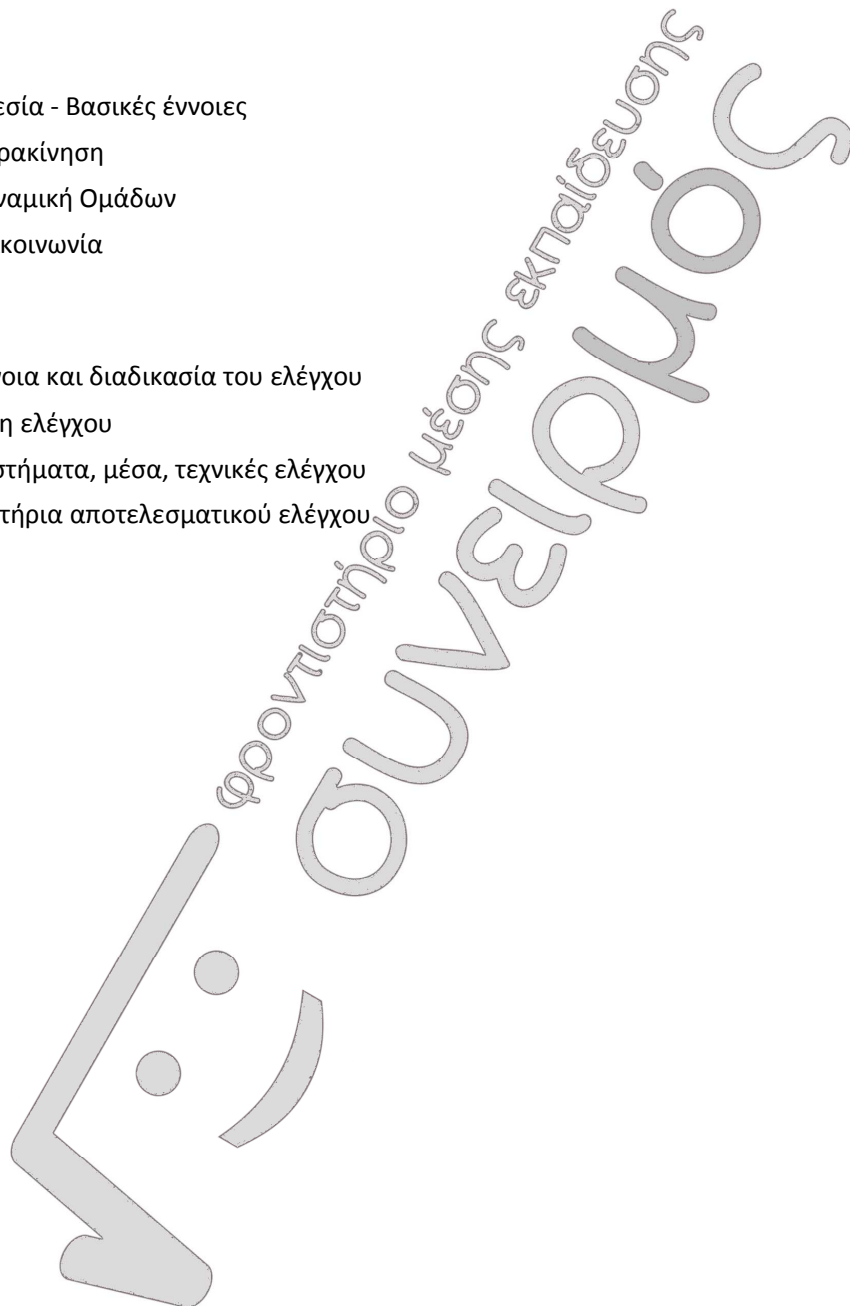 εσία - Βασικές έννοιες
ρακίνηση
ναμική Ομάδων
κοινωνία
νοια και διαδικασία του ελέγχου
η ελέγχου
στήματα, μέσα, τεχνικές ελέγχου
τήρια αποτελεσματικού ελέγχου
φροντιστήριο μέσης εκπαίδευσης
συνειρμός